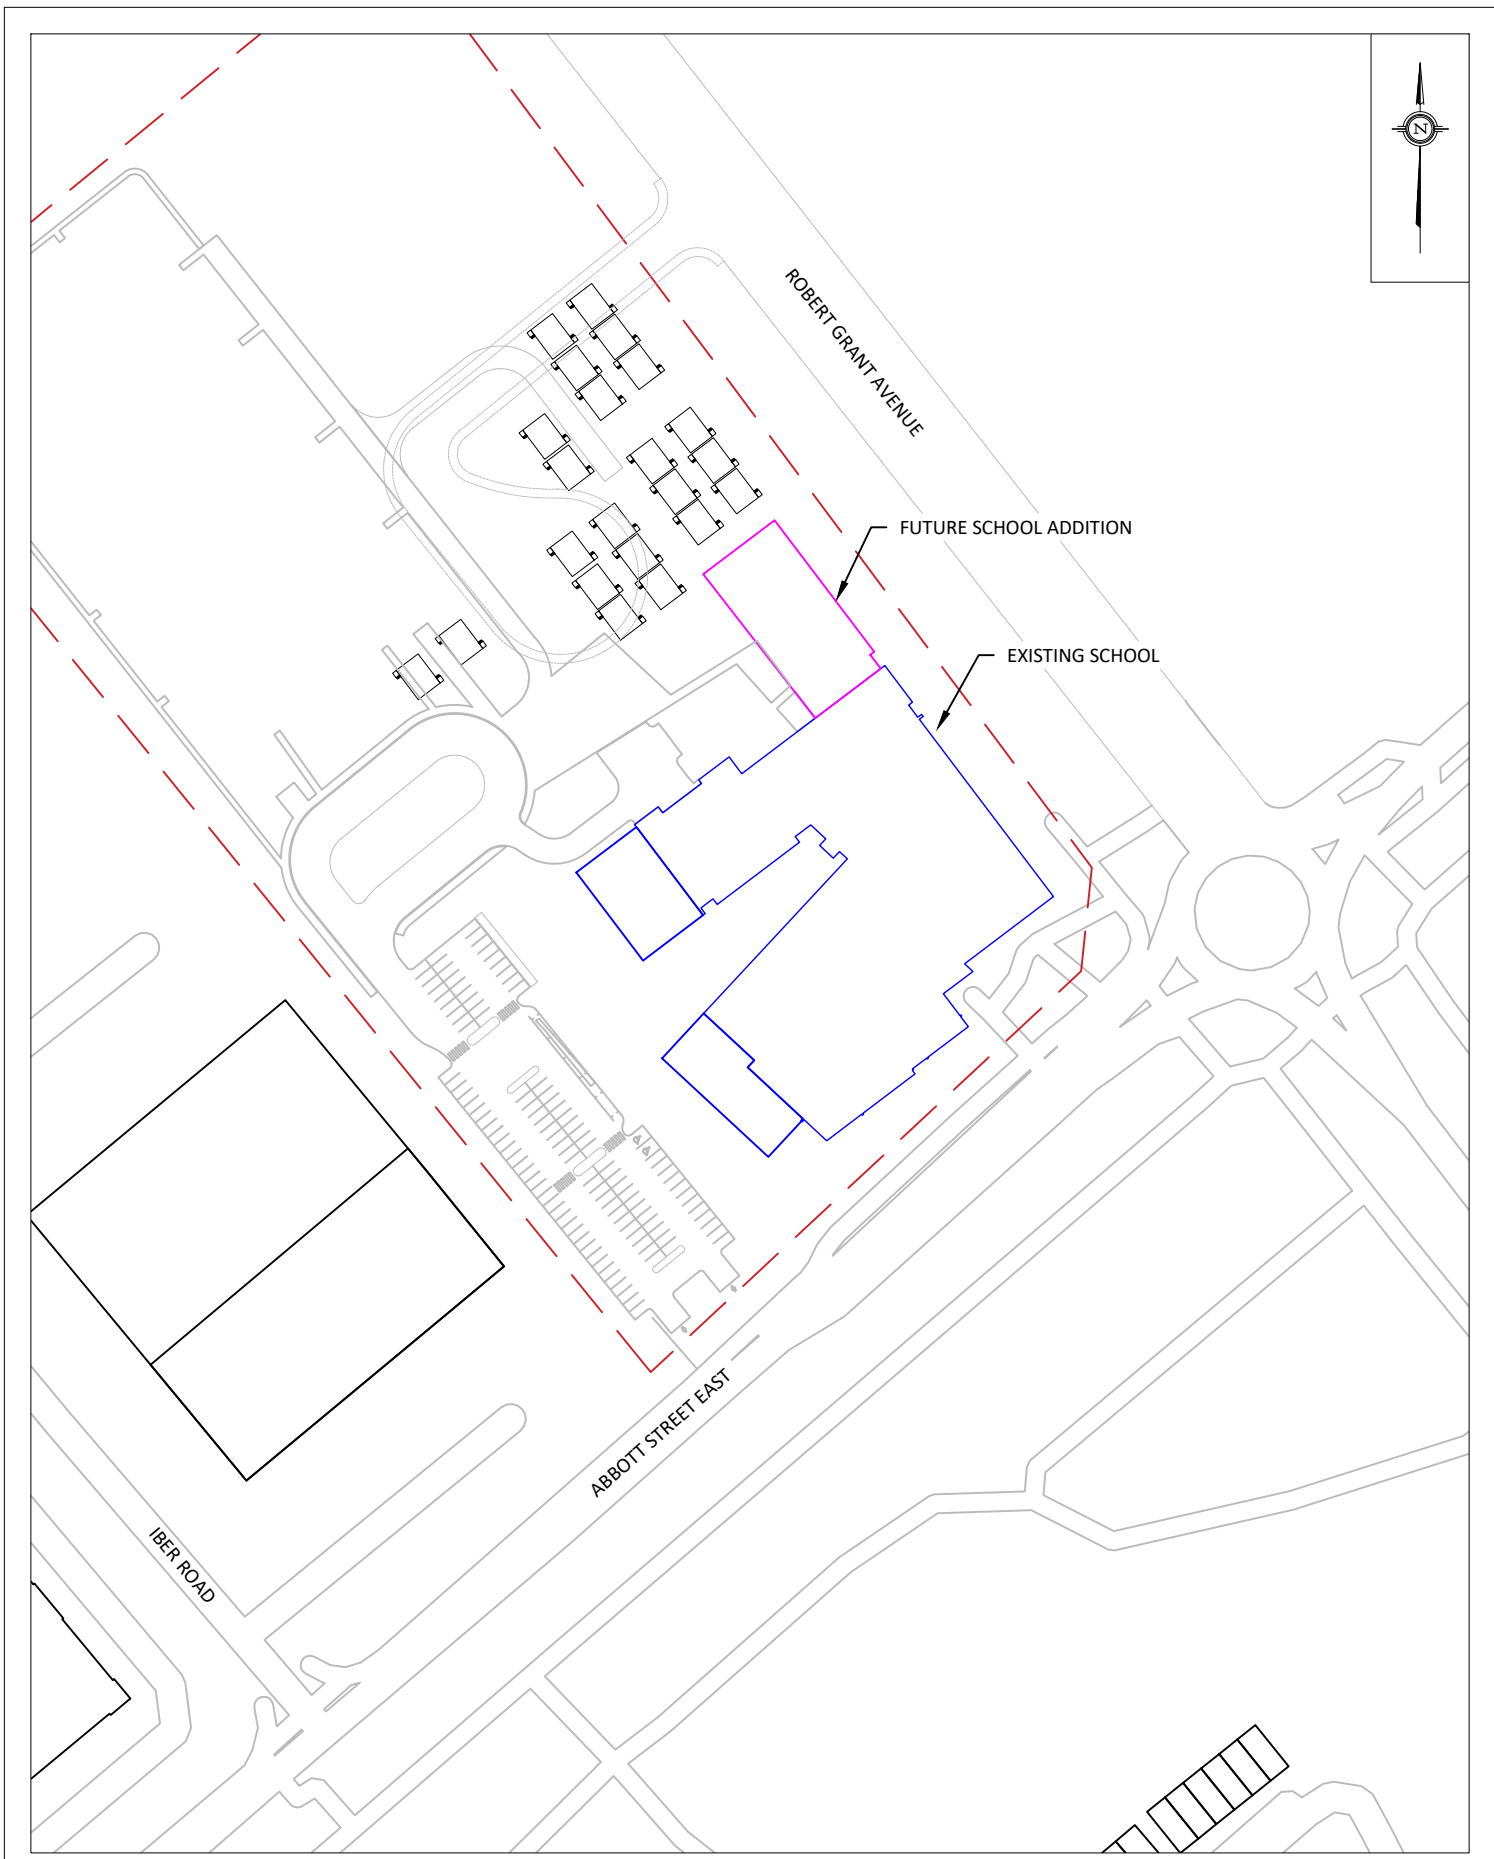 N
ROBERT GRANT AVENUE
FUTURE SCHOOL ADDITION
EXISTING SCHOOL
ABBOTT STREET EAST
IBER ROAD